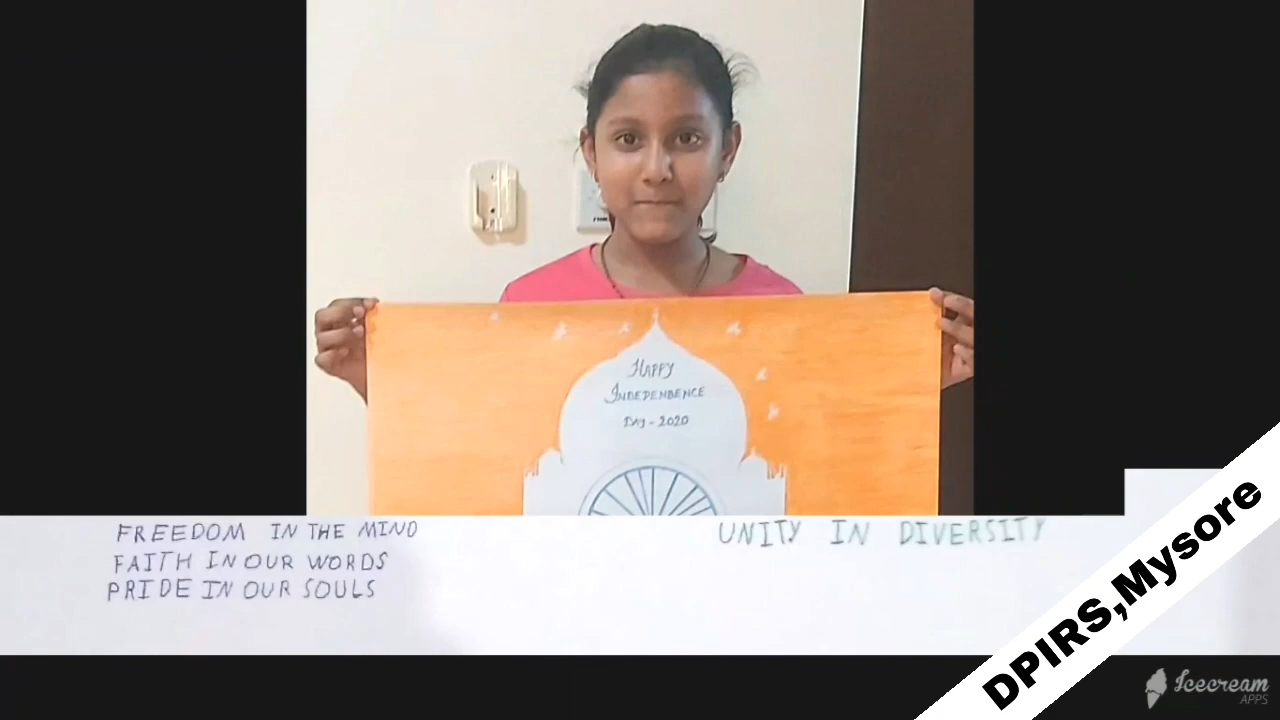 HAPPY
INDEPENDENCE
DAY - 2020
FREEDOM IN THE MIND
FAITH IN OUR WORDS
PRIDE IN OUR SOULS
UNITY IN DIVERSITY
DPIRS,Mysore
Icecream
APPS